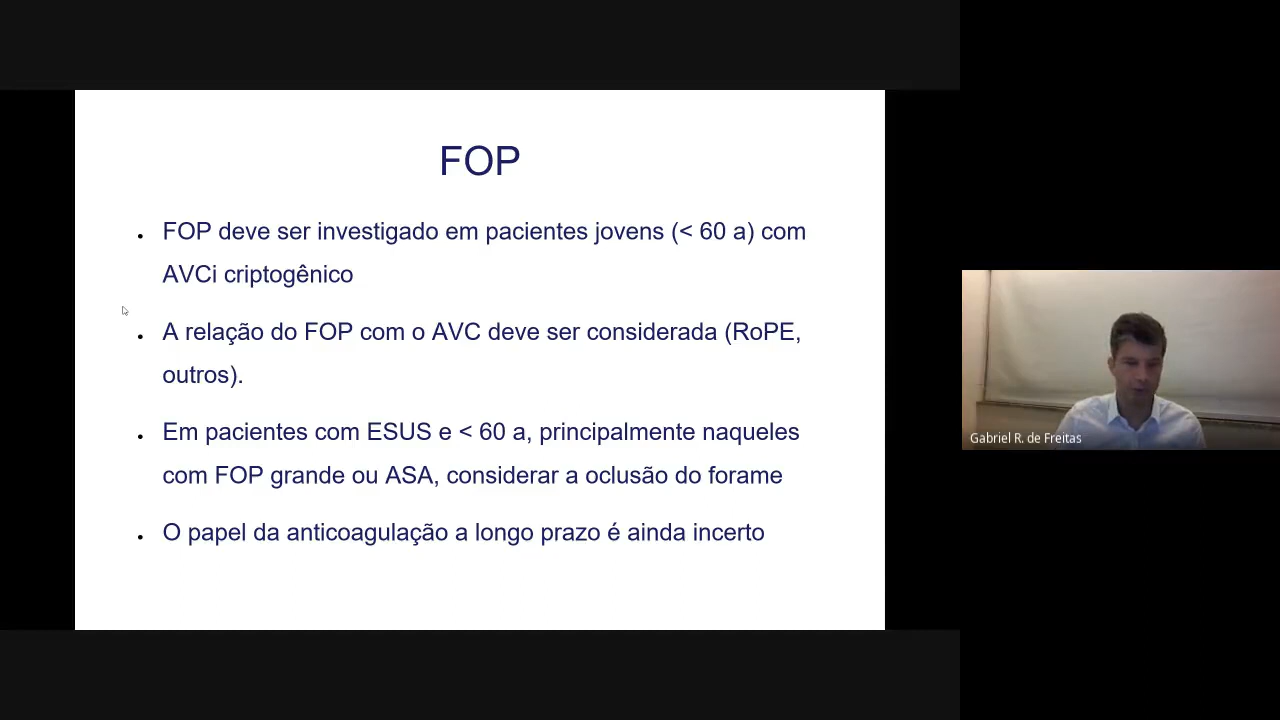 FOP
• FOP deve ser investigado em pacientes jovens (< 60 a) com
AVCi criptogênico
• A relação do FOP com o AVC deve ser considerada (RoPE,
outros).
• Em pacientes com ESUS e < 60 a, principalmente naqueles
com FOP grande ou ASA, considerar a oclusão do forame
• O papel da anticoagulação a longo prazo é ainda incerto
Gabriel R. de Freitas